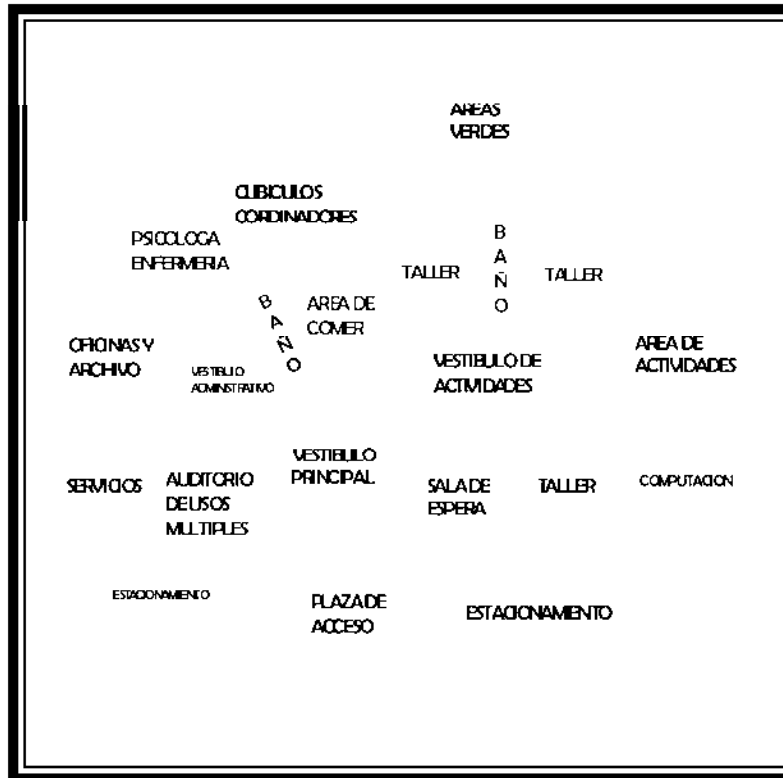 AREAS
VERDES
CUBICULOS
CORDINADORES
PSICOLOGA
ENFERMERIA
B
A
Ñ
O
TALLER
TALLER
B
A
Ñ
O
AREA DE
COMER
OFICINAS Y
ARCHIVO
VESTIBULO
ADMINISTRATIVO
VESTIBULO DE
ACTIVIDADES
AREA DE
ACTIVIDADES
VESTIBULO
PRINCIPAL
SERVICIOS
AUDITORIO
DE USOS
MULTIPLES
SALA DE
ESPERA
TALLER
COMPUTACION
ESTACIONAMIENTO
PLAZA DE
ACCESO
ESTACIONAMIENTO